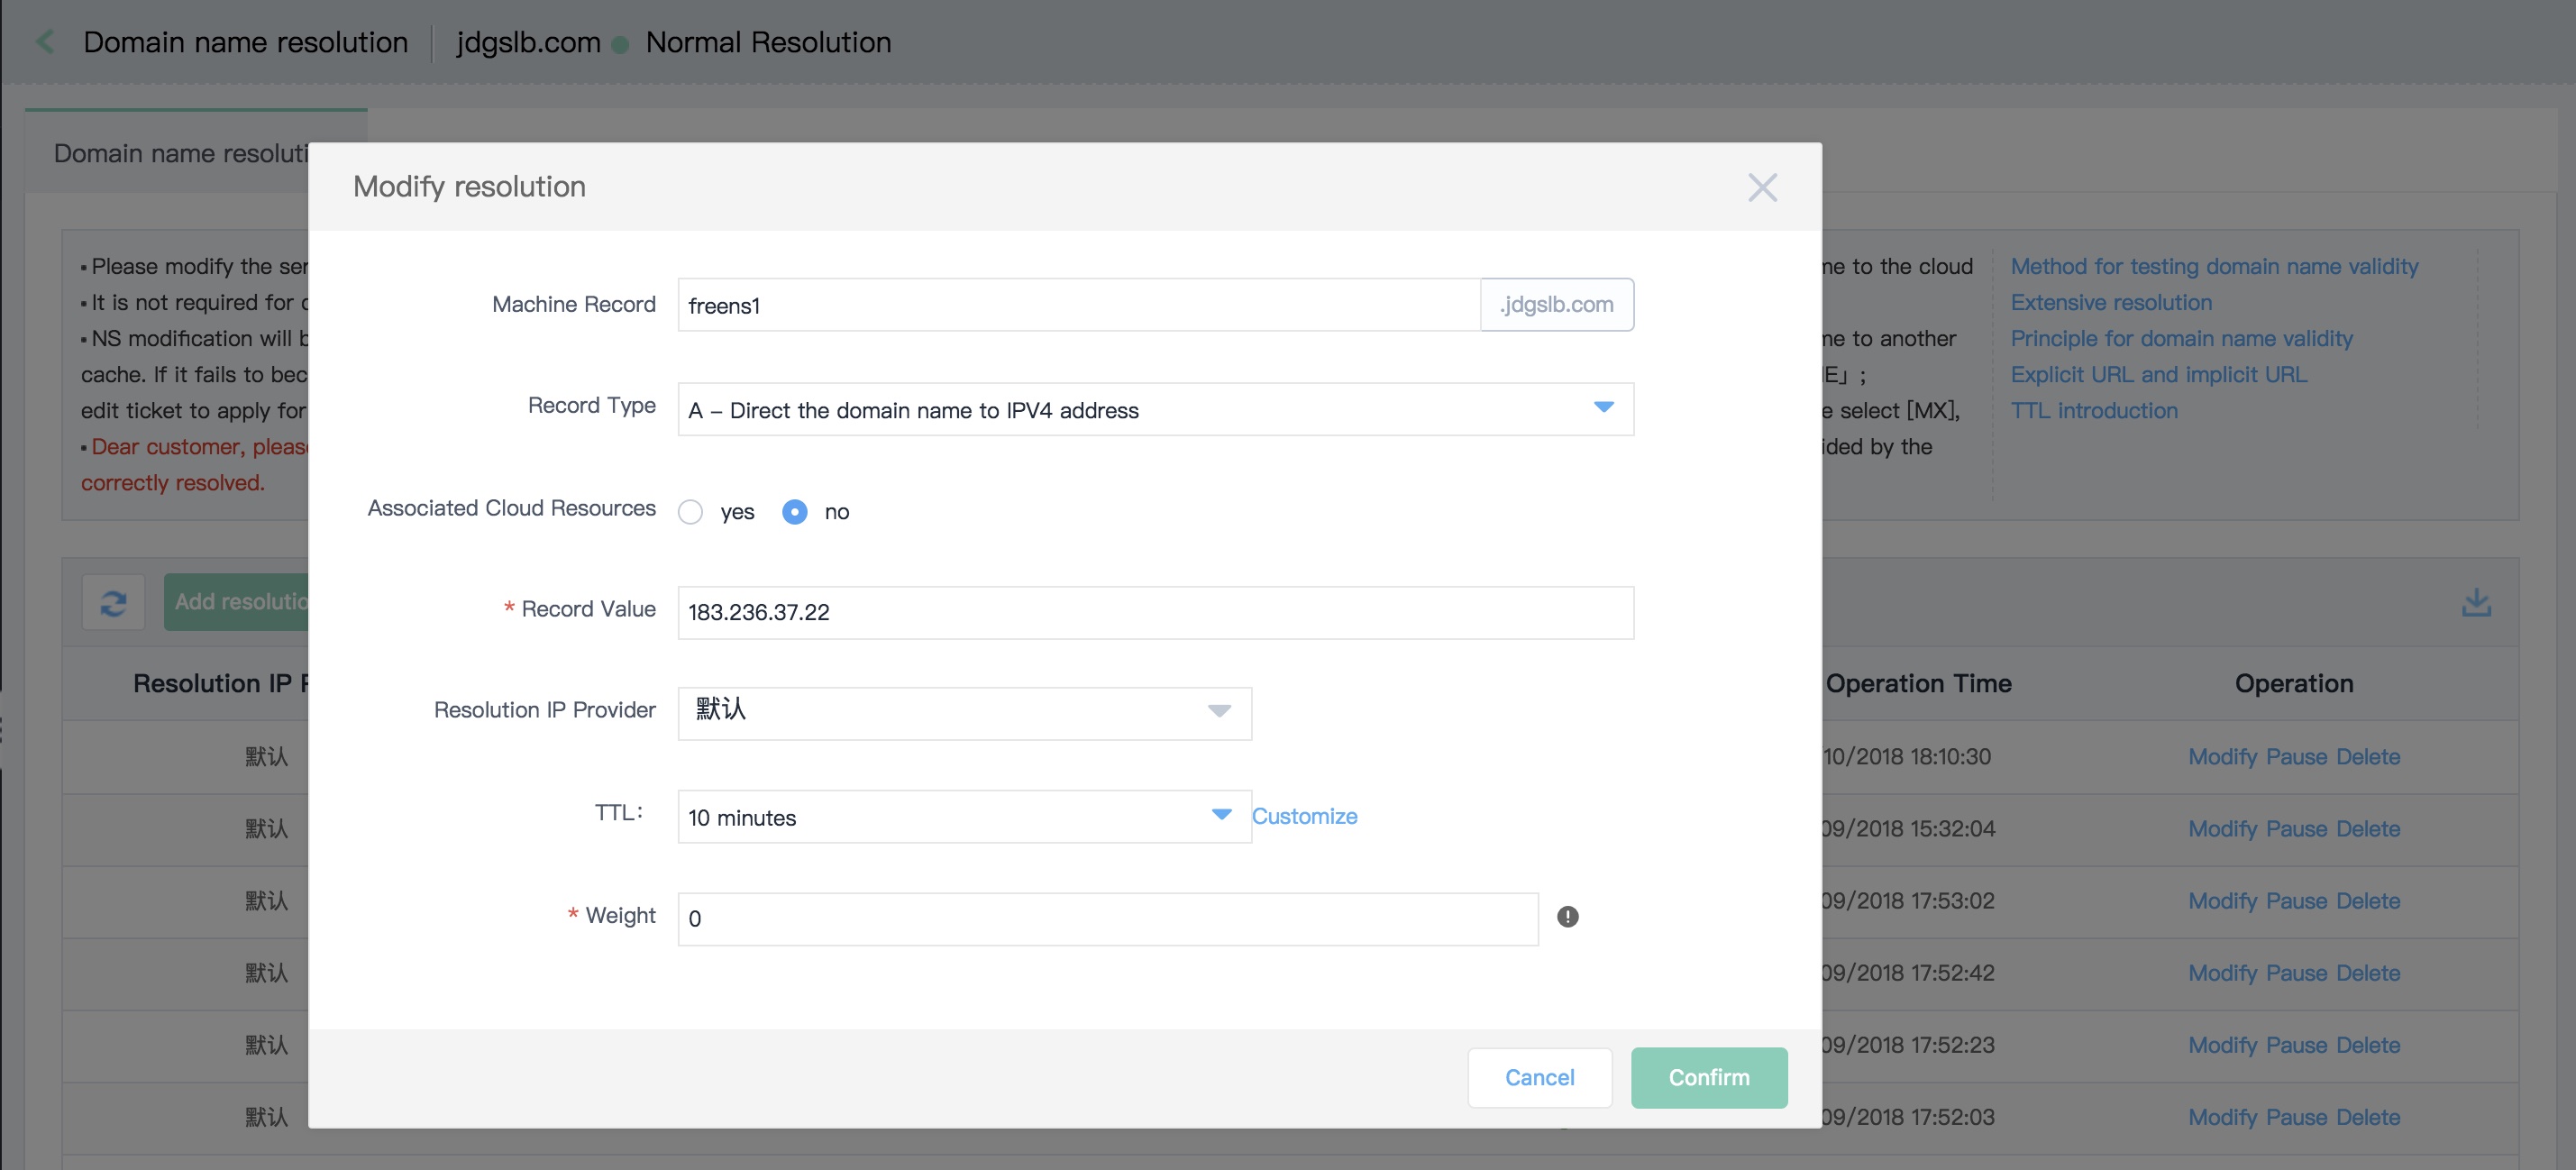 Domain name resolution
jdgslb.com
Normal Resolution
Domain name
Modify resolution
Please modify the
me to the cloud
Method for testing domain name validity
It is not required for
Extensive resolution
NS modification will
me to another
Principle for domain name validity
cache. If it fails to
Explicit URL and implicit URL
edit ticket to apply for
select [MX],
TTL introduction
Dear customer,
by the
correctly resolved.
Machine Record
freens1
.jdgslb.com
Record Type
A – Direct the domain name to IPV4 address
Associated Cloud Resources
yes
no
* Record Value
183.236.37.22
Resolution IP Provider
默认
TTL：
10 minutes
Customize
* Weight
0
Cancel
Confirm
Add
Resolution IP
Operation Time
Operation
默认
10/2018 18:10:30
Modify Pause Delete
默认
09/2018 15:32:04
Modify Pause Delete
默认
09/2018 17:53:02
Modify Pause Delete
默认
09/2018 17:52:42
Modify Pause Delete
默认
09/2018 17:52:23
Modify Pause Delete
默认
09/2018 17:52:03
Modify Pause Delete